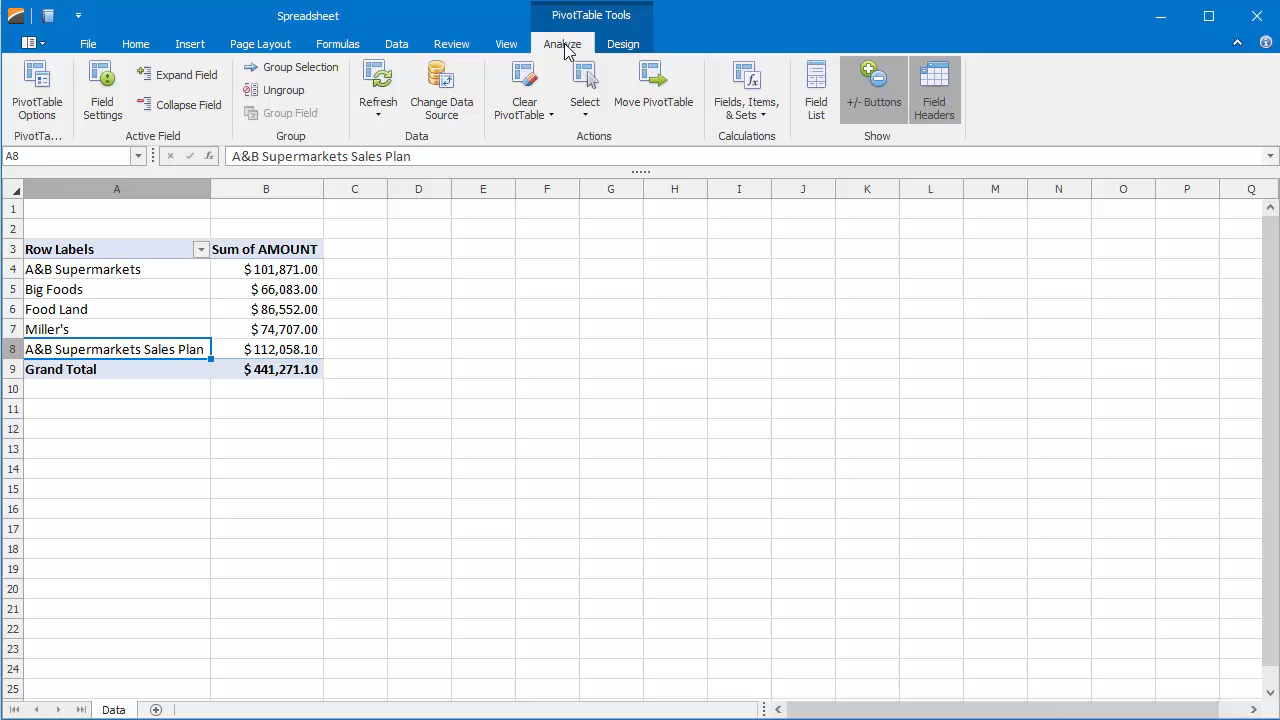 Spreadsheet
PivotTable Tools
File Home Insert Page Layout Formulas Data Review View Analyze Design
PivotTable Options
Field Settings
Expand Field
Collapse Field
Group Selection
Ungroup
Group Field
Refresh
Change Data Source
Clear PivotTable
Select
Move PivotTable
Fields, Items, & Sets
Field List
+/- Buttons
Field Headers
PivotTa... Active Field Group Data Actions Calculations Show
A8 fx A&B Supermarkets Sales Plan
A B C D E F G H I J K L M N O P Q
1
2
3 Row Labels Sum of AMOUNT
4 A&B Supermarkets $ 101,871.00
5 Big Foods $ 66,083.00
6 Food Land $ 86,552.00
7 Miller's $ 74,707.00
8 A&B Supermarkets Sales Plan $ 112,058.10
9 Grand Total $ 441,271.10
10
11
12
13
14
15
16
17
18
19
20
21
22
23
24
25
Data